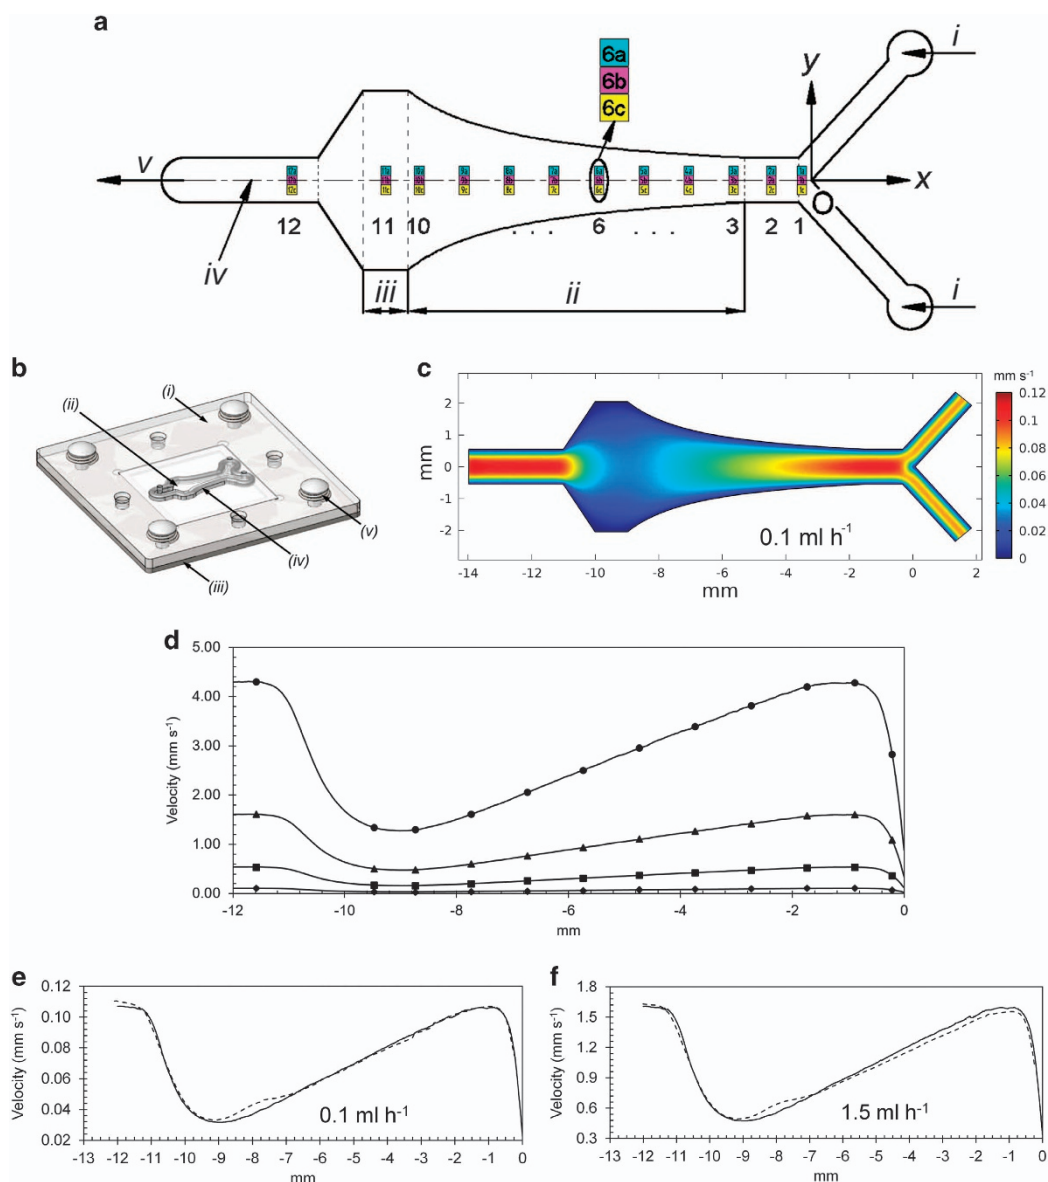 a
6a
6b
6c
i
y
v
x
12 11 10 . . . 6 . . . 3 2 1
iv
iii
ii
i
b
(i)
(ii)
(v)
(iv)
(iii)
c
mm s⁻¹
0.12
0.10
0.08
0.06
0.04
0.02
0
2
1
0
-1
-2
mm
0.1 ml h⁻¹
-14 -12 -10 -8 -6 -4 -2 0 2
mm
d
5.00
4.00
3.00
2.00
1.00
0.00
Velocity (mm s⁻¹)
-12 -10 -8 -6 -4 -2 0
mm
e
0.12
0.10
0.08
0.06
0.04
0.02
Velocity (mm s⁻¹)
0.1 ml h⁻¹
-13 -12 -11 -10 -9 -8 -7 -6 -5 -4 -3 -2 -1 0
mm
f
1.8
1.5
1.2
0.9
0.6
0.3
Velocity (mm s⁻¹)
1.5 ml h⁻¹
-13 -12 -11 -10 -9 -8 -7 -6 -5 -4 -3 -2 -1 0
mm